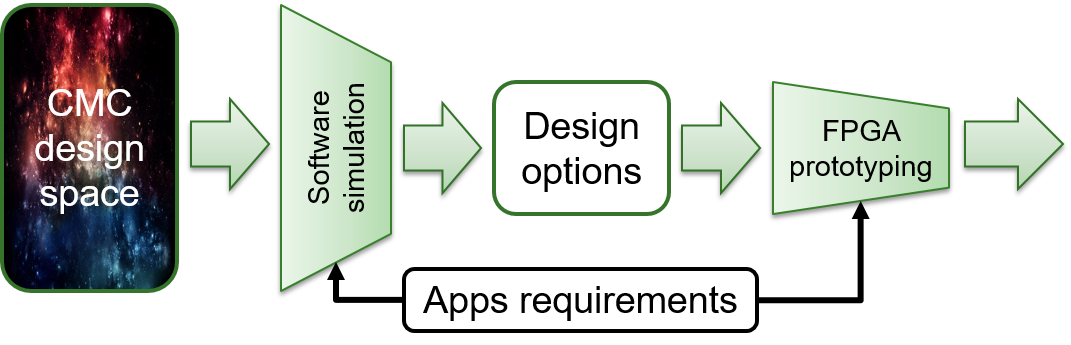 CMC
design
space
Software
simulation
Design
options
FPGA
prototyping
Apps requirements